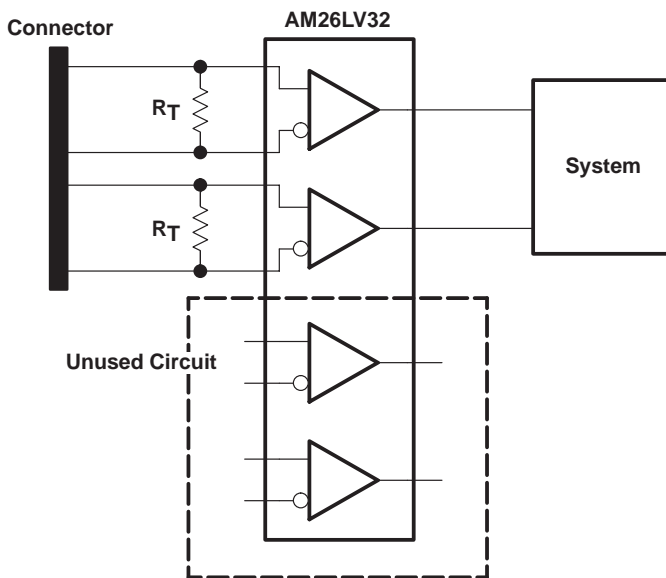 AM26LV32
Connector
RT
System
RT
Unused Circuit